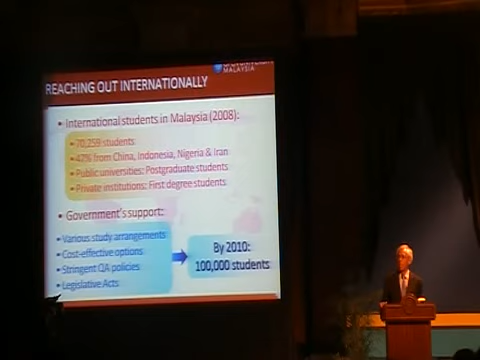 MALAYSIA
REACHING OUT INTERNATIONALLY
• International students in Malaysia (2008):
• 70,259 students
• 42% from China, Indonesia, Nigeria & Iran
• Public universities: Postgraduate students
• Private institutions: First degree students
• Government's support:
• Various study arrangements
• Cost-effective options
• Stringent QA policies
• Legislative Acts
By 2010:
100,000 students